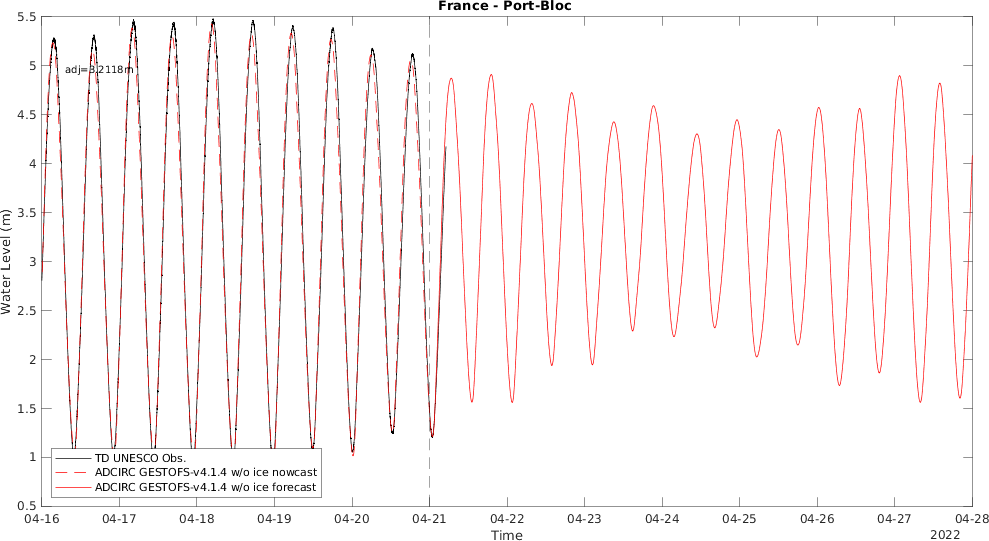 France - Port-Bloc
5.5
5
4.5
4
3.5
3
2.5
2
1.5
1
0.5
Water Level (m)
adj=3.2118m
TD UNESCO Obs.
ADCIRC GESTOFS-v4.1.4 w/o ice nowcast
ADCIRC GESTOFS-v4.1.4 w/o ice forecast
04-16 04-17 04-18 04-19 04-20 04-21 04-22 04-23 04-24 04-25 04-26 04-27 04-28
Time
2022